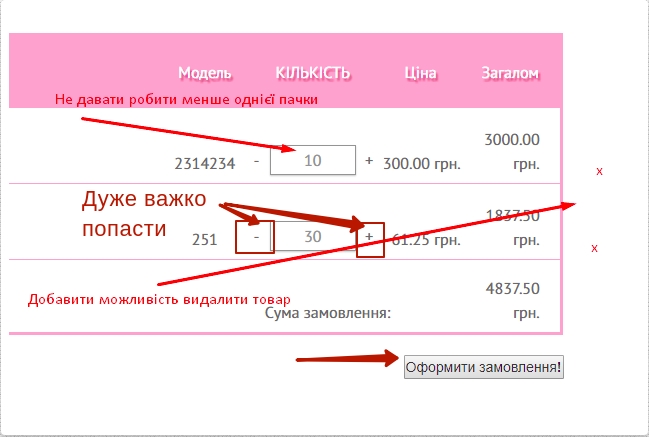 Модель КІЛЬКІСТЬ Ціна Загалом
Не давати робити менше однієї пачки
3000.00
2314234 - 10 + 300.00 грн. грн.
x
Дуже важко
попасти
1837.50
251 - 30 + 61.25 грн. грн.
x
Добавити можливість видалити товар
4837.50
Сума замовлення: грн.
Оформити замовлення!